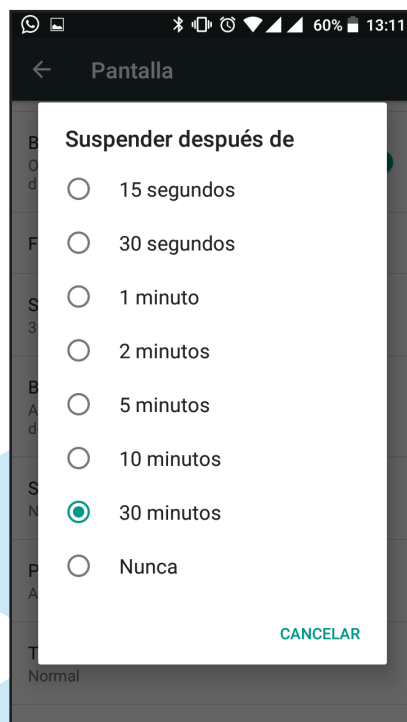 60% 13:11
Pantalla
Suspender después de
15 segundos
30 segundos
1 minuto
2 minutos
5 minutos
10 minutos
30 minutos
Nunca
CANCELAR
Normal